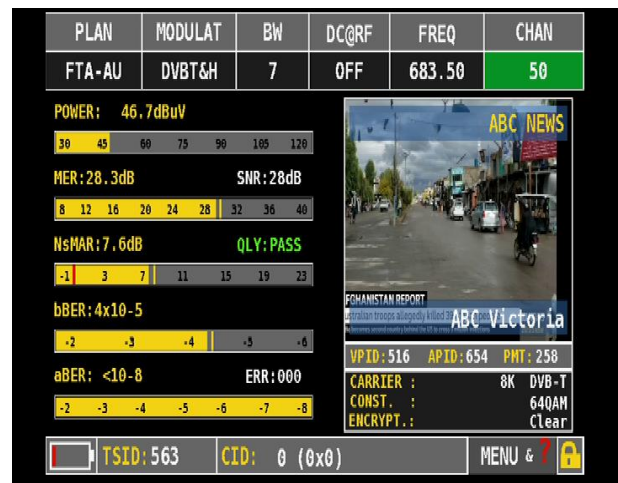 PLAN MODULAT BW DC@RF FREQ CHAN
FTA-AU DVBT&H 7 OFF 683.50 50
POWER: 46.7dBuV
30 45 60 75 90 105 120
MER:28.3dB SNR:28dB
8 12 16 20 24 28 32 36 40
NsMAR:7.6dB QLY:PASS
-1 3 7 11 15 19 23
bBER:4x10-5
-2 -3 -4 -5 -6
aBER: <10-8 ERR:000
-2 -3 -4 -5 -6 -7 -8
ABC NEWS
FGHANISTAN REPORT
ustralian troops allegedly killed
ABC Victoria
VPID:516 APID:654 PMT:258
CARRIER : 8K DVB-T
CONST. : 64QAM
ENCRYPT.: Clear
TSID:563 CID: 0 (0x0) MENU & ?